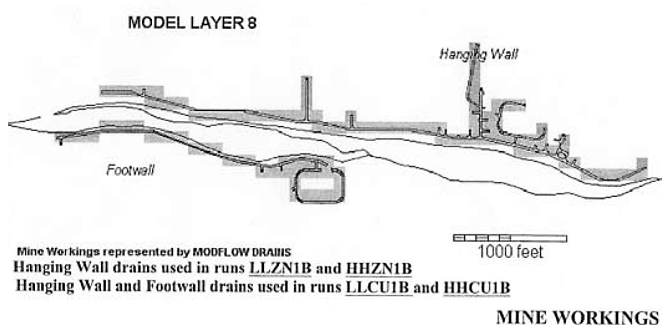 MODEL LAYER 8
Hanging Wall
Footwall
1000 feet
Mine Workings represented by MODFLOW DRAINS
Hanging Wall drains used in runs LLZN1B and HHZN1B
Hanging Wall and Footwall drains used in runs LLCU1B and HHCU1B
MINE WORKINGS